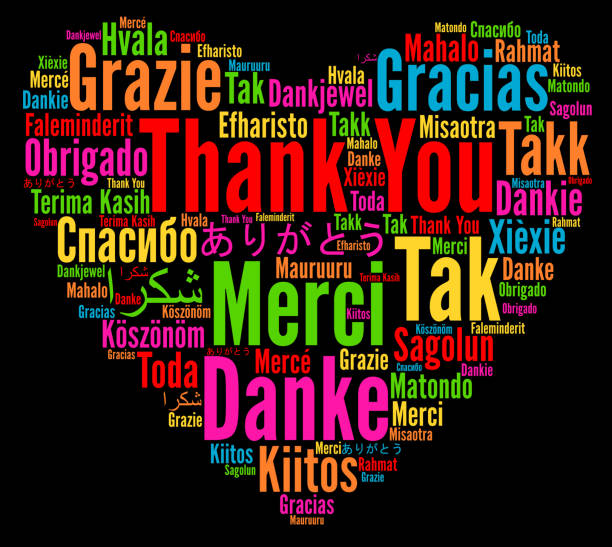 Mercé Спасибо
Hvala
Dankjewel
Efharisto
Xièxie
Grazie
Mauruuru
شكرا
Matondo Спасибо
Mahalo
Toda
Rahmat
Kiitos
Mercé
Dankie
Tak
Dankjewel
Hvala
Gracias
Matondo
Sagolun
Faleminderit
Efharisto
Takk
Misaotra
Tak
Takk
Obrigado
Thank You
Mahalo
Danke
Xièxie
Toda
ありがとう
Thank You
Misaotra
Obrigado
Dankie
Terima Kasih
Sagolun
Terima Kasih
Hvala
Thank You
Faleminderit
Takk
Tak
Thank You
Rahmat
Спасибо
ありがとう
Efharisto
Merci
Xièxie
Dankjewel
شكرا
Mauruuru
Terima Kasih
Tak
Danke
Mahalo
Danke
Merci
Obrigado
Gracias
Köszönöm
Kiitos
Obrigado
Köszönöm
Köszönöm
Faleminderit
Gracias
ありがとう
Sagolun
Toda
Mercé
Grazie
Спасибо
Dankie
شكرا
Danke
Matondo
Grazie
Merci
Misaotra
Kiitos
Merci
ありがとう
Sagolun
Kiitos
Rahmat
Grazie
Gracias
Mauruuru